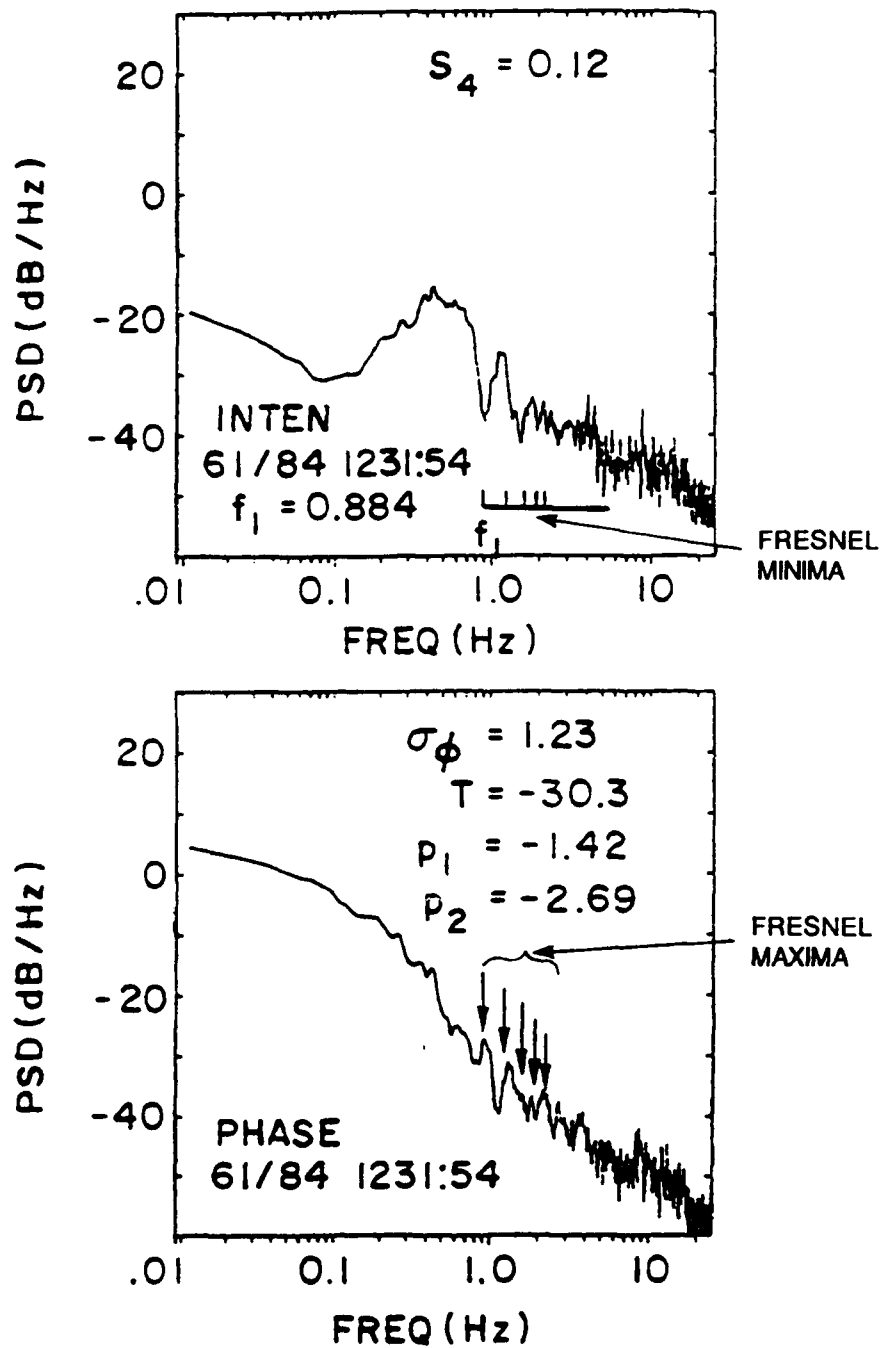 S4 = 0.12
20
0
-20
-40
PSD (dB/Hz)
INTEN
61/84 1231:54
f1 = 0.884
f1
FRESNEL
MINIMA
.01 0.1 1.0 10
FREQ (Hz)
σϕ = 1.23
T = -30.3
p1 = -1.42
p2 = -2.69
20
0
-20
-40
PSD (dB/Hz)
FRESNEL
MAXIMA
PHASE
61/84 1231:54
.01 0.1 1.0 10
FREQ (Hz)